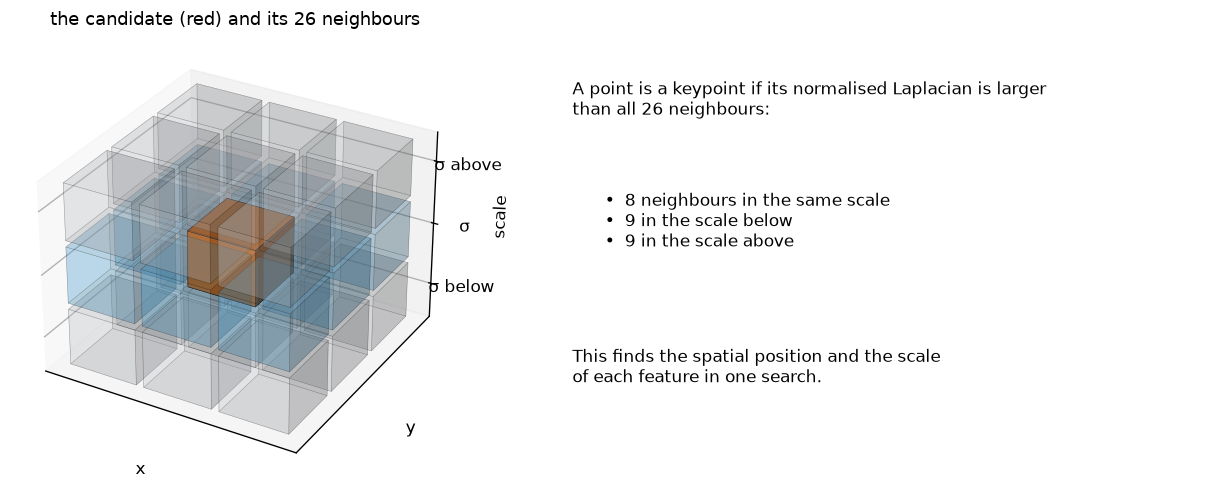 the candidate (red) and its 26 neighbours
σ above
σ
σ below
scale
x
y
A point is a keypoint if its normalised Laplacian is larger
than all 26 neighbours:
• 8 neighbours in the same scale
• 9 in the scale below
• 9 in the scale above
This finds the spatial position and the scale
of each feature in one search.